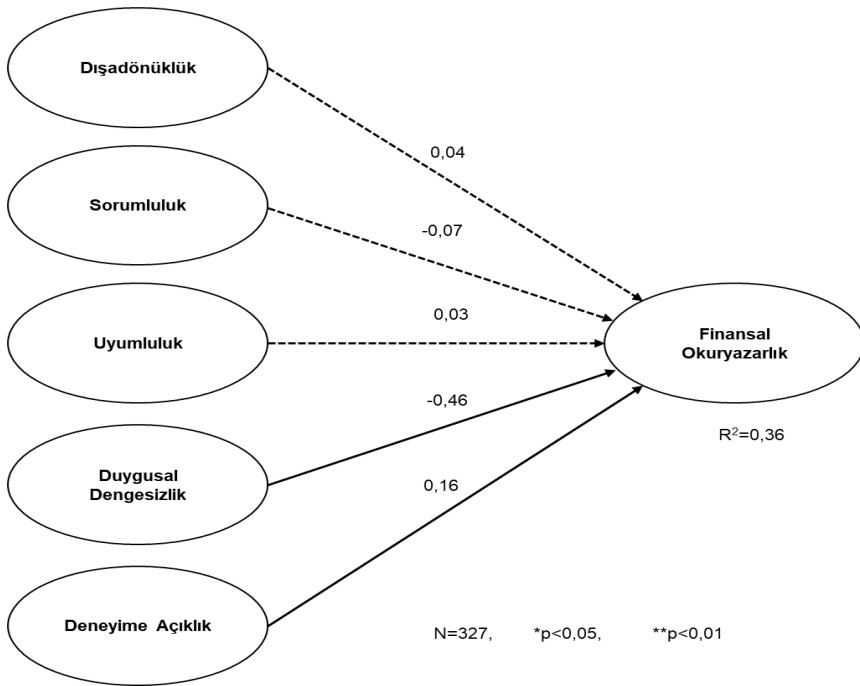 Dışadönüklük
0,04
Sorumluluk
-0,07
Uyumluluk
0,03
Finansal
Okuryazarlık
-0,46
R²=0,36
Duygusal
Dengesizlik
0,16
Deneyime Açıklık
N=327, *p<0,05, **p<0,01